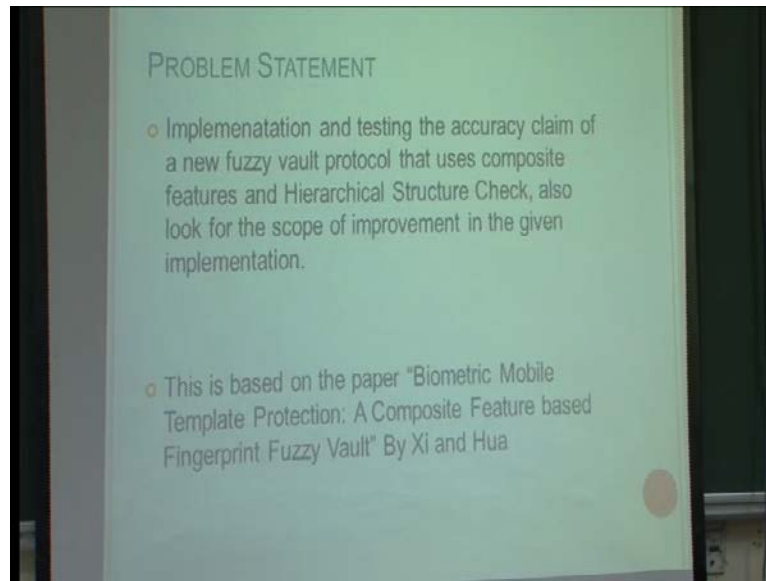 PROBLEM STATEMENT
Implemenatation and testing the accuracy claim of
a new fuzzy vault protocol that uses composite
features and Hierarchical Structure Check, also
look for the scope of improvement in the given
implementation.
This is based on the paper "Biometric Mobile
Template Protection: A Composite Feature based
Fingerprint Fuzzy Vault" By Xi and Hua